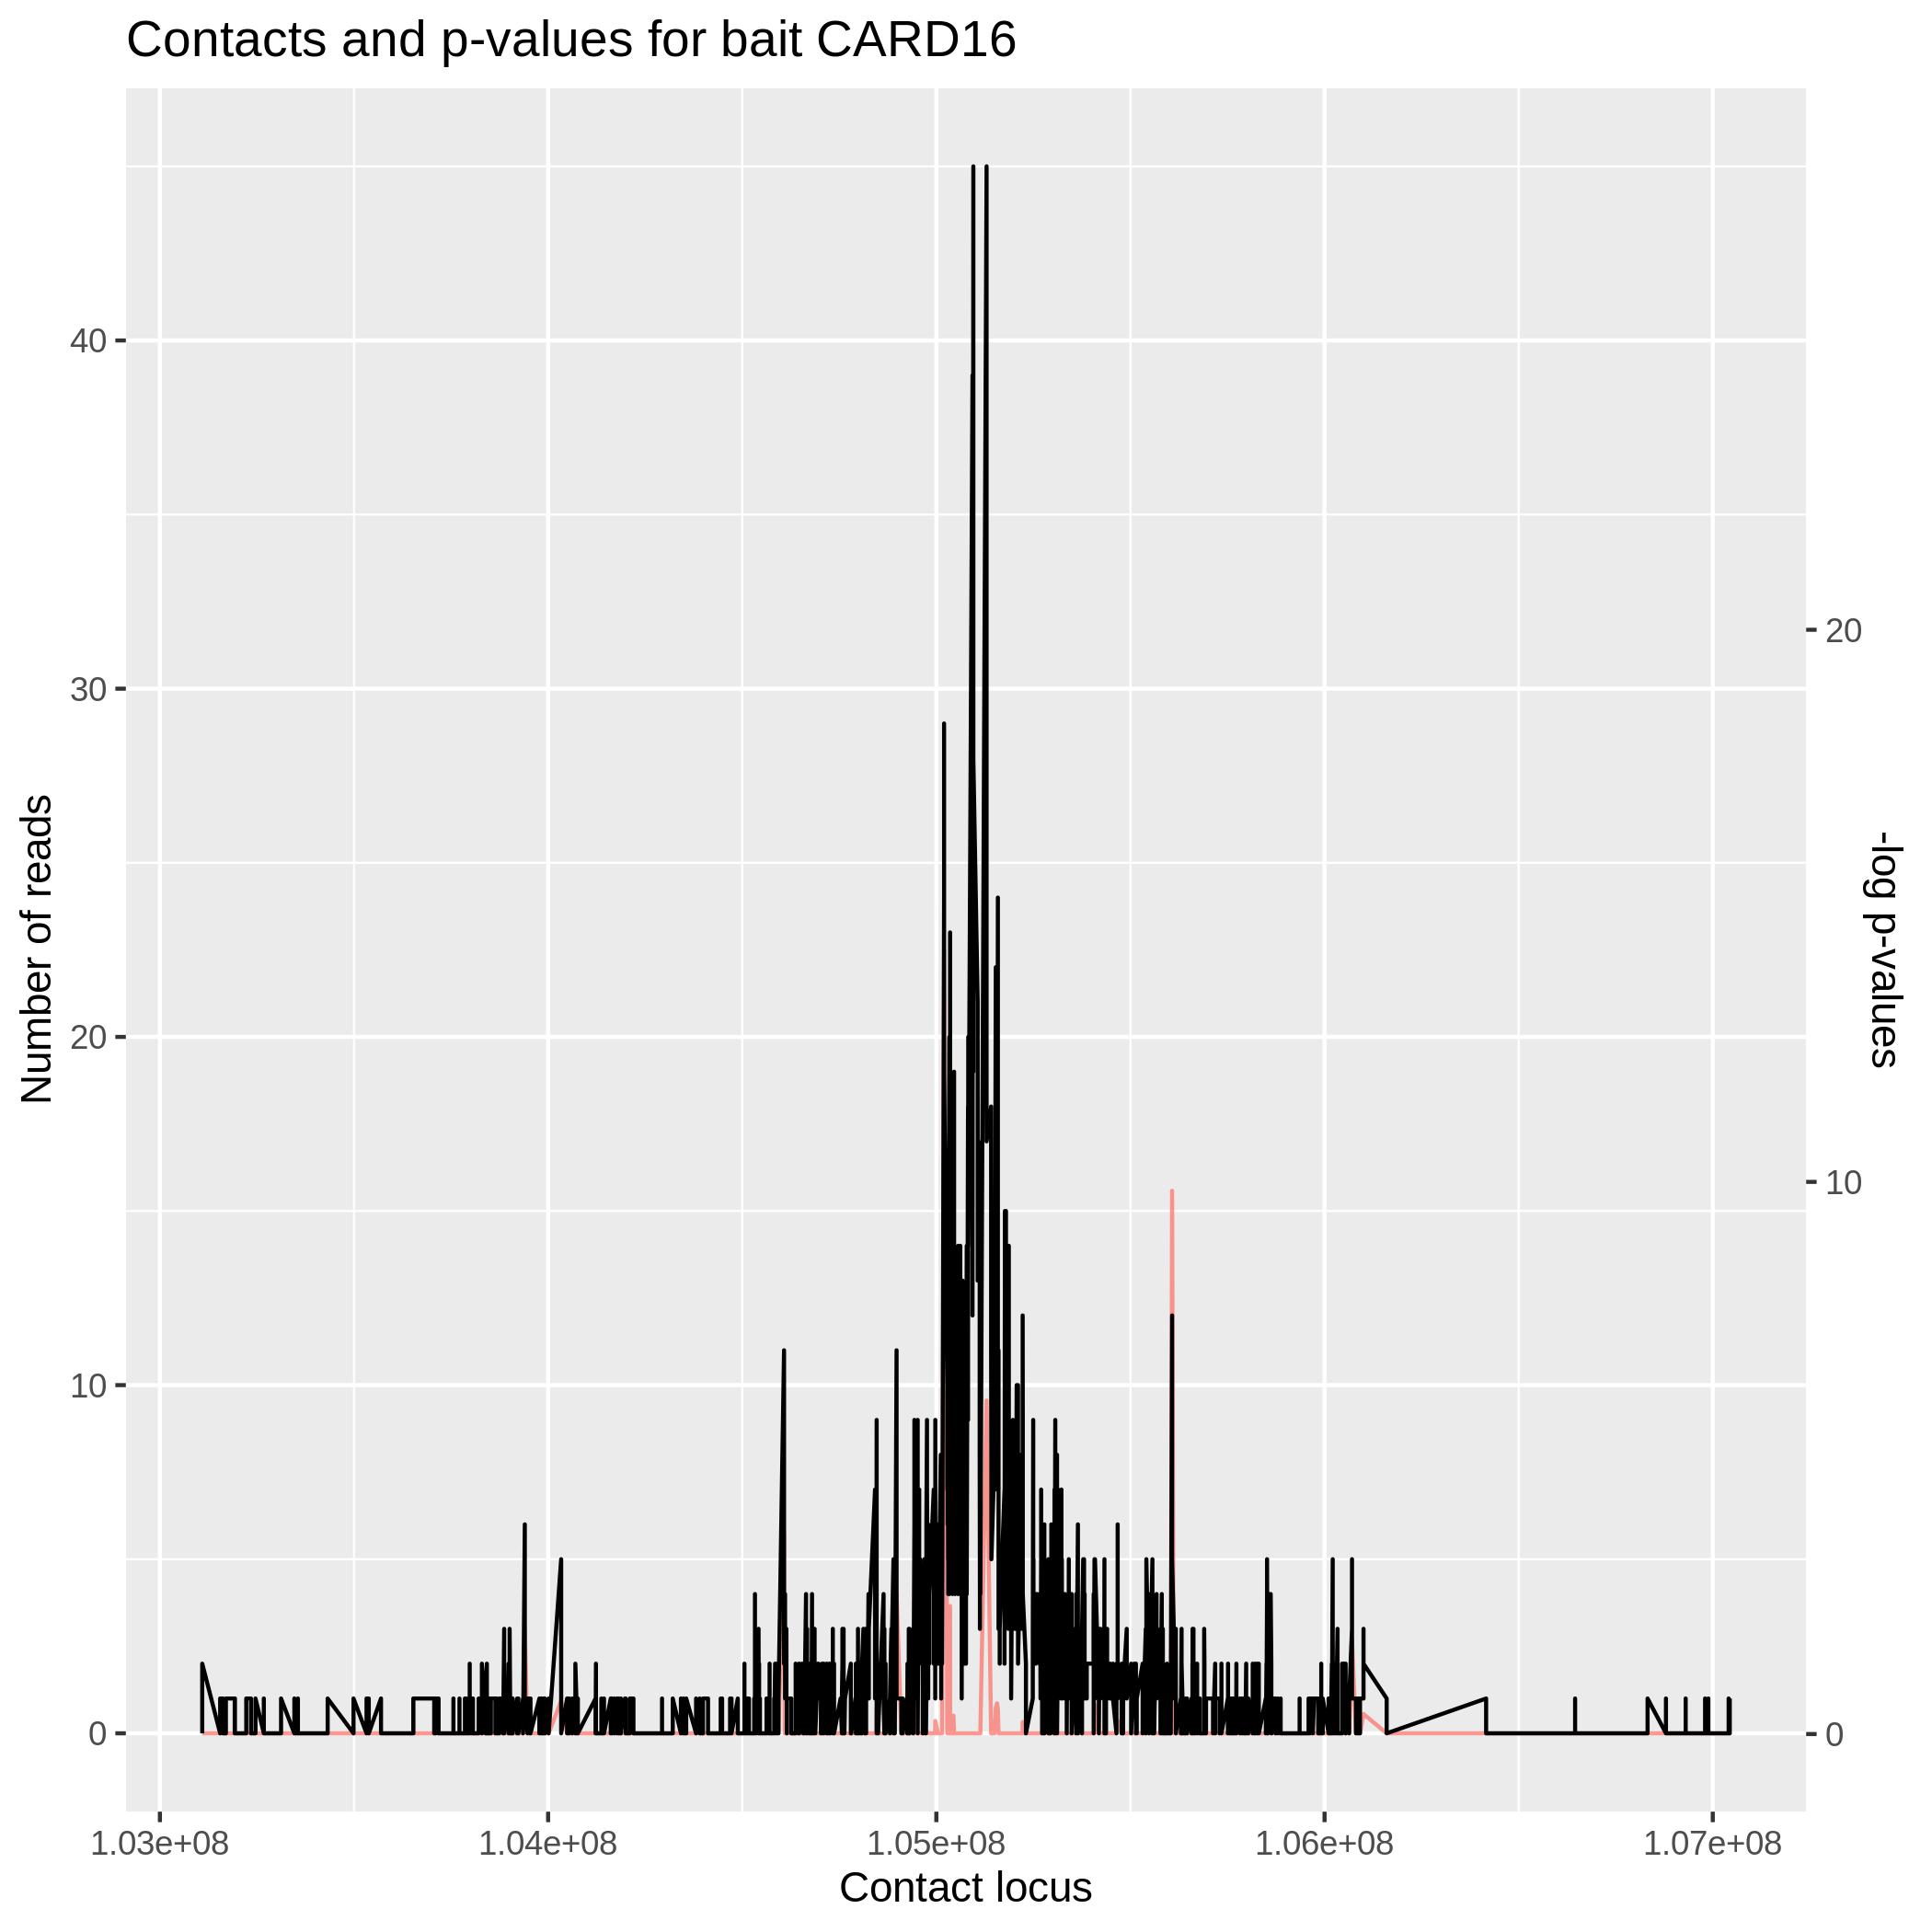 Contacts and p-values for bait CARD16
40
30
20
10
0
Number of reads
20
10
0
-log p-values
1.03e+08
1.04e+08
1.05e+08
1.06e+08
1.07e+08
Contact locus